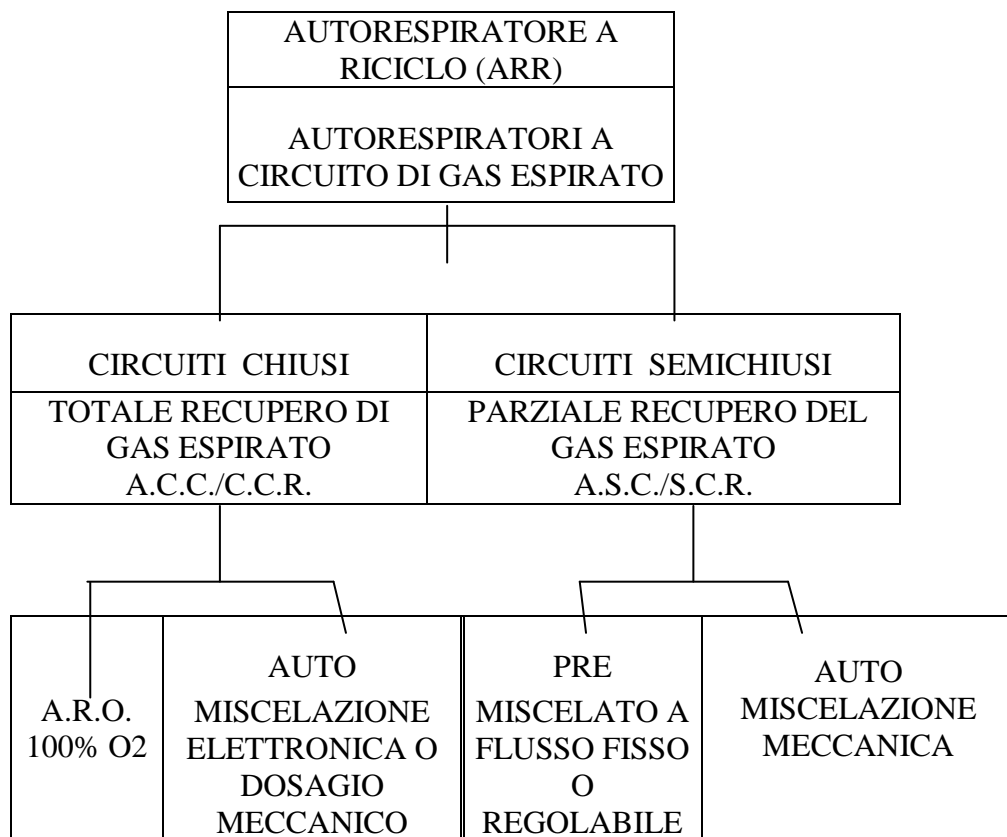 AUTORESPIRATORE A
RICICLO (ARR)
AUTORESPIRATORI A
CIRCUITO DI GAS ESPIRATO
CIRCUITI CHIUSI
TOTALE RECUPERO DI
GAS ESPIRATO
A.C.C./C.C.R.
CIRCUITI SEMICHIUSI
PARZIALE RECUPERO DEL
GAS ESPIRATO
A.S.C./S.C.R.
A.R.O.
100% O2
AUTO
MISCELAZIONE
ELETTRONICA O
DOSAGIO
MECCANICO
PRE
MISCELATO A
FLUSSO FISSO
O
REGOLABILE
AUTO
MISCELAZIONE
MECCANICA